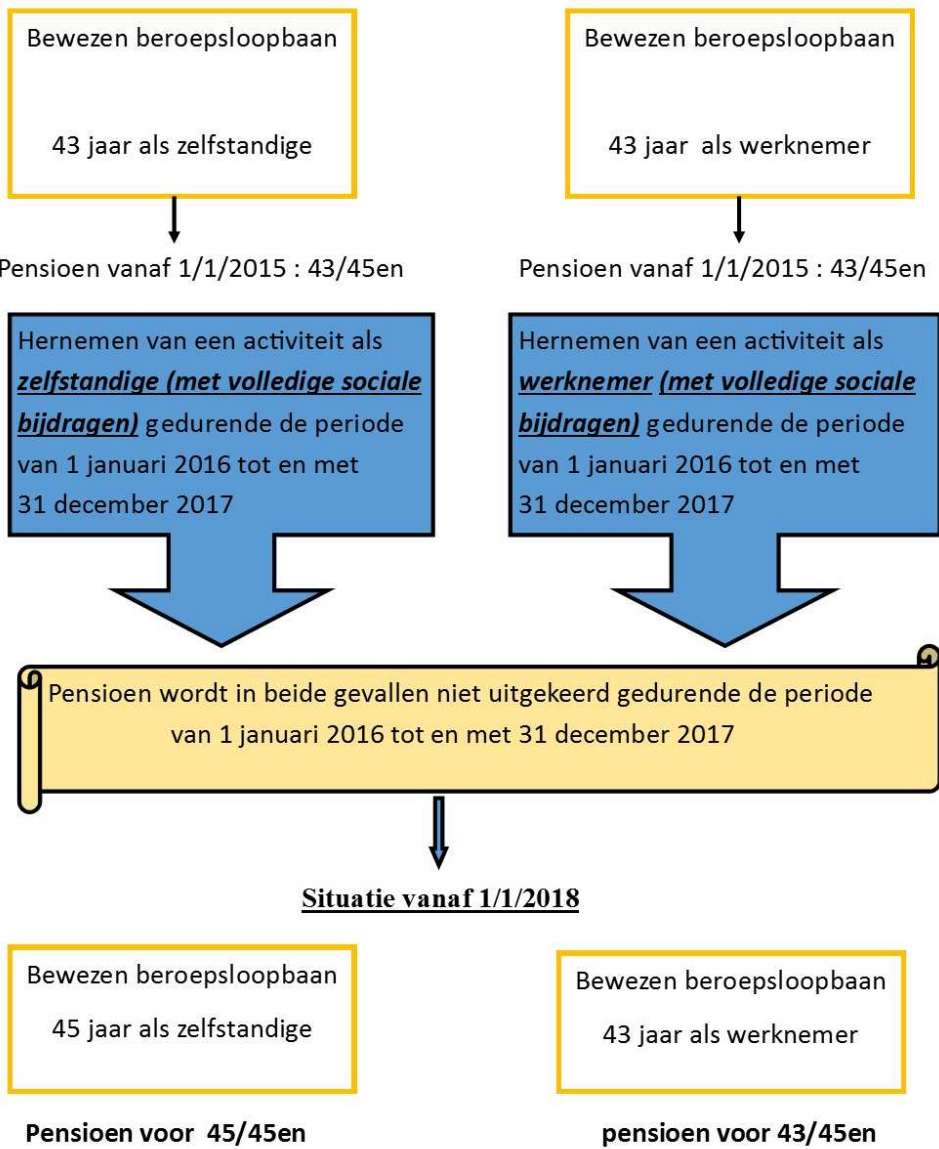 Bewezen beroepsloopbaan
43 jaar als zelfstandige
Bewezen beroepsloopbaan
43 jaar als werknemer
Pensioen vanaf 1/1/2015 : 43/45en
Pensioen vanaf 1/1/2015 : 43/45en
Hernemen van een activiteit als
zelfstandige (met volledige sociale
bijdragen) gedurende de periode
van 1 januari 2016 tot en met
31 december 2017
Hernemen van een activiteit als
werknemer (met volledige sociale
bijdragen) gedurende de periode
van 1 januari 2016 tot en met
31 december 2017
Pensioen wordt in beide gevallen niet uitgekeerd gedurende de periode
van 1 januari 2016 tot en met 31 december 2017
Situatie vanaf 1/1/2018
Bewezen beroepsloopbaan
45 jaar als zelfstandige
Bewezen beroepsloopbaan
43 jaar als werknemer
Pensioen voor 45/45en
pensioen voor 43/45en